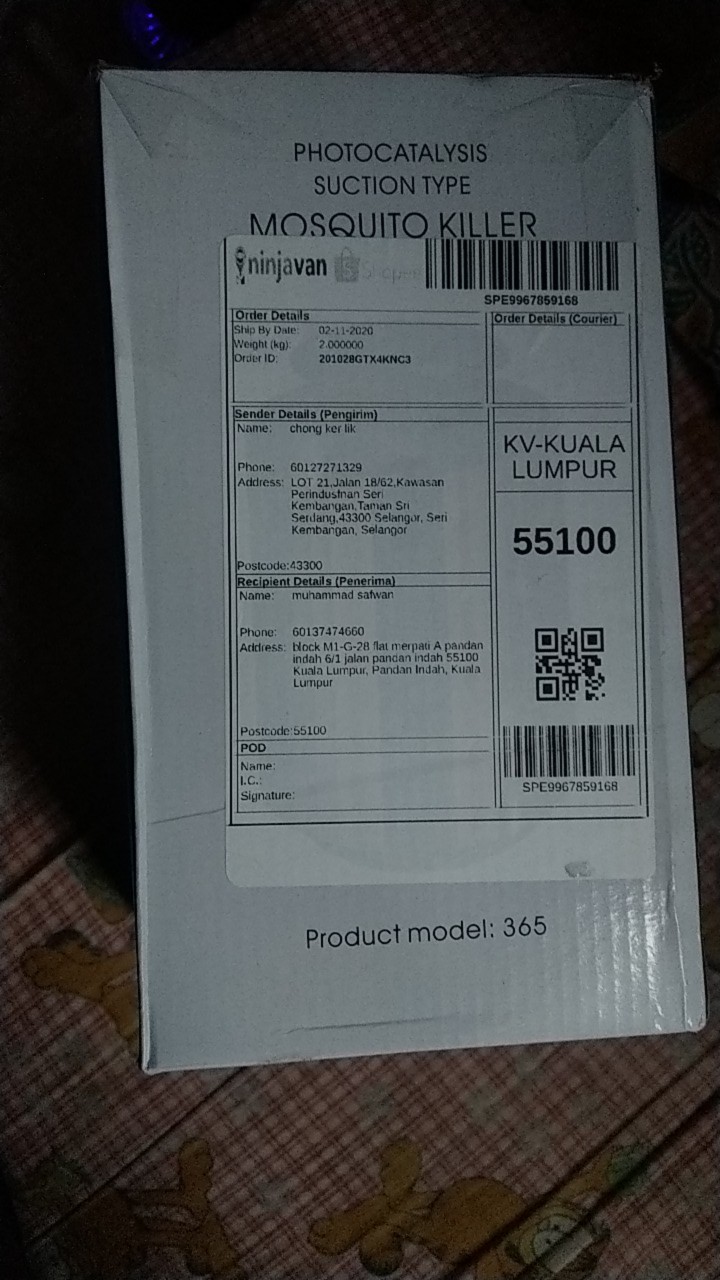 PHOTOCATALYSIS
SUCTION TYPE
MOSQUITO KILLER
ninjavan
SPE9967859168
Order Details
Ship By Date: 02-11-2020
Weight (kg): 2.000000
Order ID: 201028GTX4KNC3
Order Details (Courier)
Sender Details (Pengirim)
Name: chong ker lik
Phone: 60127271329
Address: LOT 21,Jalan 18/62,Kawasan
Perindustrian Seri
Kembangan,Taman Sri
Serdang,43300 Selangor, Seri
Kembangan, Selangor
Postcode:43300
Recipient Details (Penerima)
Name: muhammad safwan
Phone: 60137474660
Address: block M1-G-28 flat merpati A pandan
indah 6/1 jalan pandan indah 55100
Kuala Lumpur, Pandan Indah, Kuala
Lumpur
Postcode:55100
POD
Name:
I.C.:
Signature:
KV-KUALA
LUMPUR
55100
SPE9967859168
Product model: 365